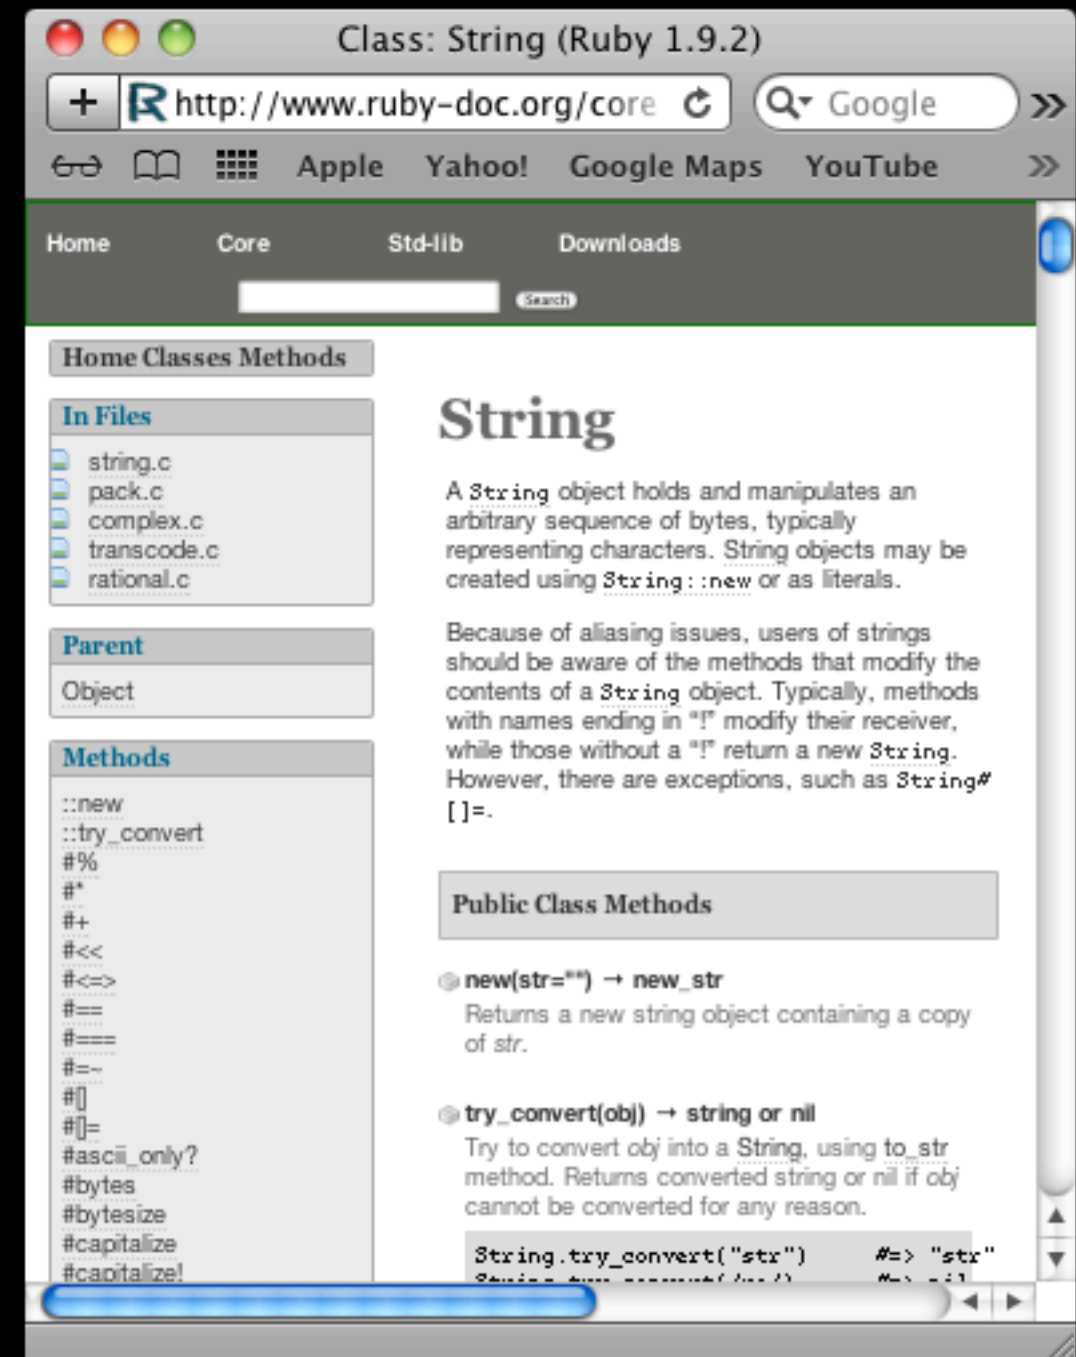 Class: String (Ruby 1.9.2)
+ http://www.ruby-doc.org/core Google »
Apple Yahoo! Google Maps YouTube »
Home Core Std-lib Downloads
Search
Home Classes Methods
In Files
string.c
pack.c
complex.c
transcode.c
rational.c
Parent
Object
Methods
::new
::try_convert
#%
#*
#+
#<<
#<=>
#==
#===
#=~
#[]
#[]=
#ascii_only?
#bytes
#bytesize
#capitalize
#capitalize!
String
A String object holds and manipulates an
arbitrary sequence of bytes, typically
representing characters. String objects may be
created using String::new or as literals.
Because of aliasing issues, users of strings
should be aware of the methods that modify the
contents of a String object. Typically, methods
with names ending in “!” modify their receiver,
while those without a “!” return a new String.
However, there are exceptions, such as String#
[]=.
Public Class Methods
new(str="") → new_str
Returns a new string object containing a copy
of str.
try_convert(obj) → string or nil
Try to convert obj into a String, using to_str
method. Returns converted string or nil if obj
cannot be converted for any reason.
String.try_convert("str") #=> "str"